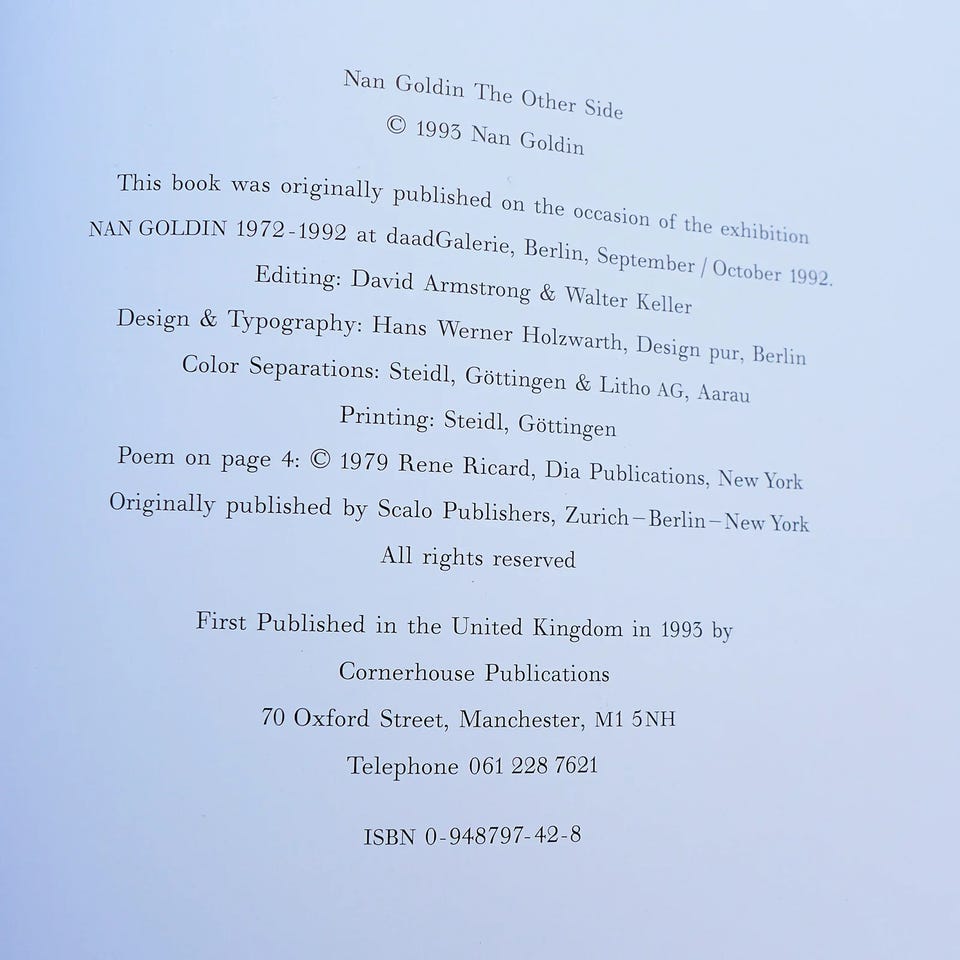 Nan Goldin The Other Side
© 1993 Nan Goldin
This book was originally published on the occasion of the exhibition
NAN GOLDIN 1972-1992 at daadGalerie, Berlin, September / October 1992.
Editing: David Armstrong & Walter Keller
Design & Typography: Hans Werner Holzwarth, Design pur, Berlin
Color Separations: Steidl, Göttingen & Litho AG, Aarau
Printing: Steidl, Göttingen
Poem on page 4: © 1979 Rene Ricard, Dia Publications, New York
Originally published by Scalo Publishers, Zurich – Berlin – New York
All rights reserved
First Published in the United Kingdom in 1993 by
Cornerhouse Publications
70 Oxford Street, Manchester, M1 5NH
Telephone 061 228 7621
ISBN 0-948797-42-8